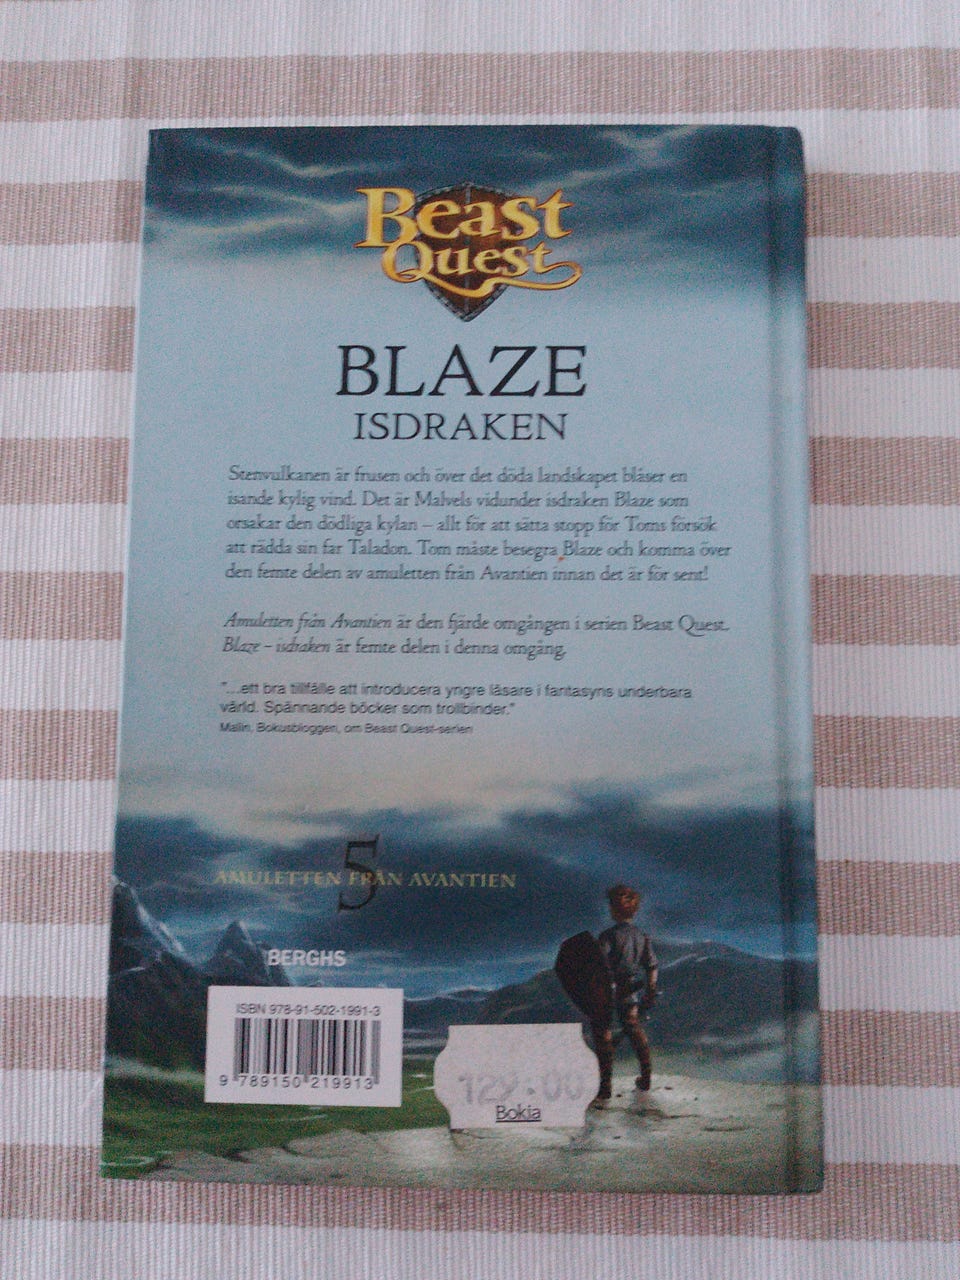 Beast
Quest
BLAZE
ISDRAKEN
Stenvulkanen är frusen och över det döda landskapet blåser en
isande kylig vind. Det är Malvels vidunder isdraken Blaze som
orsakar den dödliga kylan – allt för att sätta stopp för Toms försök
att rädda sin far Taladon. Tom måste besegra Blaze och komma över
den femte delen av amuletten från Avantien innan det är för sent!
Amuletten från Avantien är den fjärde omgången i serien Beast Quest.
Blaze – isdraken är femte delen i denna omgång.
"...ett bra tillfälle att introducera yngre läsare i fantasyns underbara
värld. Spännande böcker som trollbinder."
Malin, Bokusbloggen, om Beast Quest-serien
5
AMULETTEN FRÅN AVANTIEN
BERGHS
ISBN 978-91-502-1991-3
9 789150 219913
129.00
Bokia